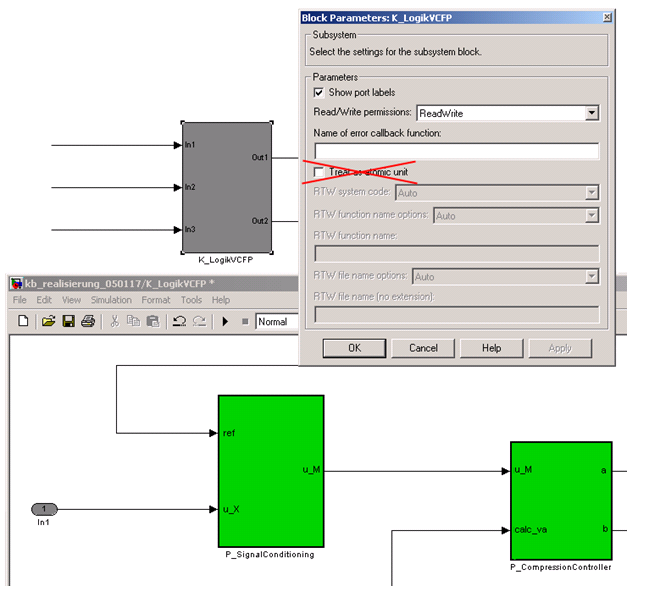 Block Parameters: K_LogikVCFP
Subsystem
Select the settings for the subsystem block.
Parameters
Show port labels
Read/Write permissions: ReadWrite
Name of error callback function:
Treat as atomic unit
RTW system code: Auto
RTW function name options: Auto
RTW function name:
RTW file name options: Auto
RTW file name (no extension):
OK Cancel Help Apply
In1
Out1
In2
Out2
In3
K_LogikVCFP
kb_realisierung_050117/K_LogikVCFP *
File Edit View Simulation Format Tools Help
Normal
ref
u_M
u_X
1
In1
P_SignalConditioning
u_M
a
calc_va
b
P_CompressionController